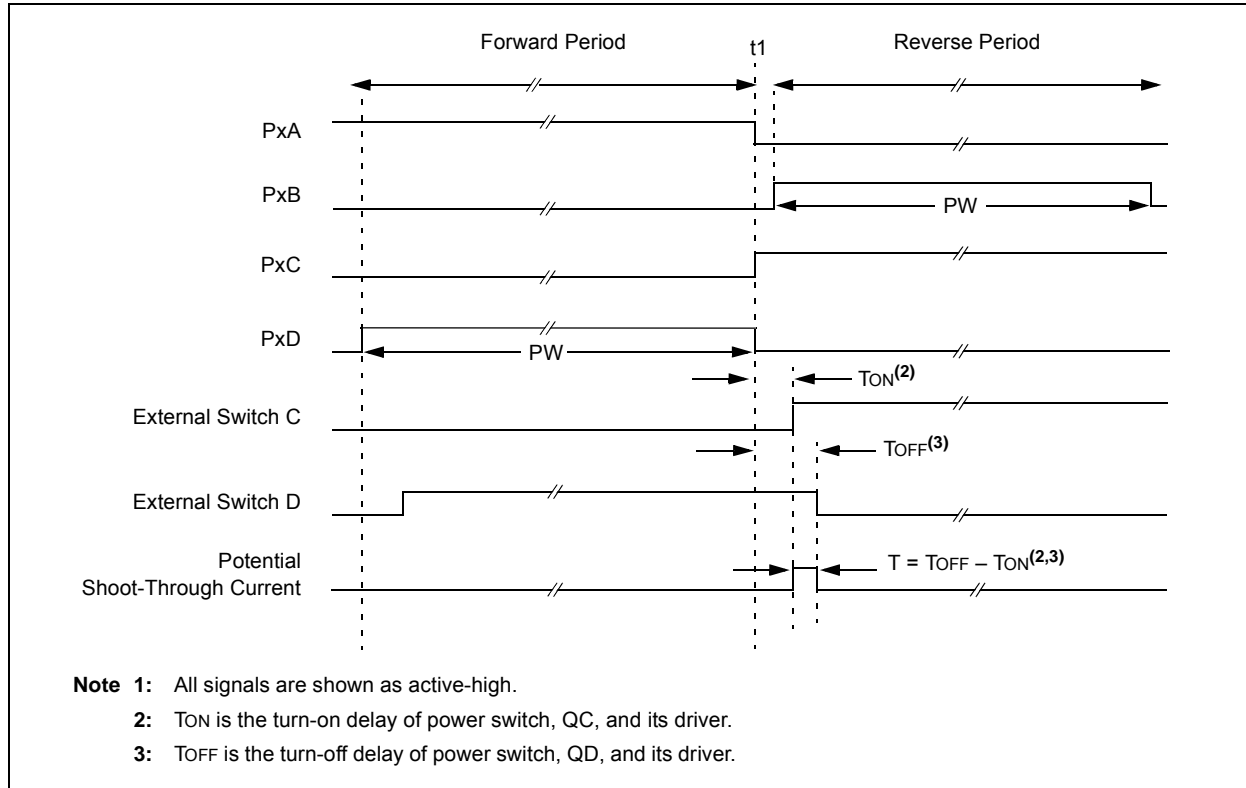 Forward Period
t1
Reverse Period
PxA
PxB
PW
PxC
PxD
PW
TON(2)
External Switch C
TOFF(3)
External Switch D
Potential
Shoot-Through Current
T = TOFF – TON(2,3)
Note 1: All signals are shown as active-high.
2: TON is the turn-on delay of power switch, QC, and its driver.
3: TOFF is the turn-off delay of power switch, QD, and its driver.